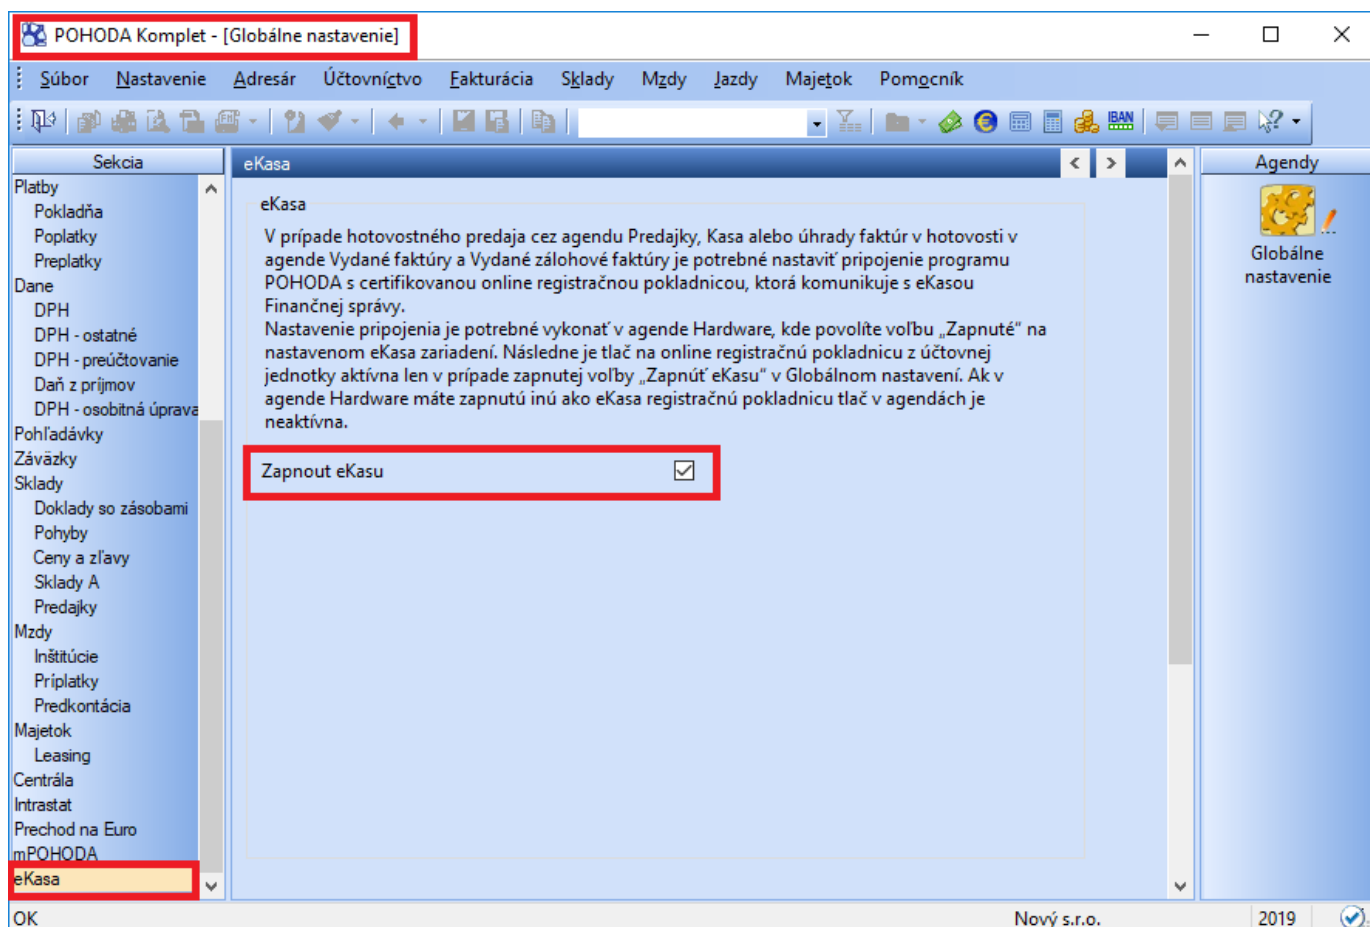 POHODA Komplet - [Globálne nastavenie]
Súbor Nastavenie Adresár Účtovníctvo Fakturácia Sklady Mzdy Jazdy Majetok Pomocník
IBAN
Sekcia
Platby
Pokladňa
Poplatky
Preplatky
Dane
DPH
DPH - ostatné
DPH - preúčtovanie
Daň z príjmov
DPH - osobitná úprava
Pohľadávky
Záväzky
Sklady
Doklady so zásobami
Pohyby
Ceny a zľavy
Sklady A
Predajky
Mzdy
Inštitúcie
Príplatky
Predkontácia
Majetok
Leasing
Centrála
Intrastat
Prechod na Euro
mPOHODA
eKasa
eKasa
eKasa
V prípade hotovostného predaja cez agendu Predajky, Kasa alebo úhrady faktúr v hotovosti v
agende Vydané faktúry a Vydané zálohové faktúry je potrebné nastaviť pripojenie programu
POHODA s certifikovanou online registračnou pokladnicou, ktorá komunikuje s eKasou
Finančnej správy.
Nastavenie pripojenia je potrebné vykonať v agende Hardware, kde povolíte voľbu „Zapnuté" na
nastavenom eKasa zariadení. Následne je tlač na online registračnú pokladnicu z účtovnej
jednotky aktívna len v prípade zapnutej voľby „Zapnúť eKasu" v Globálnom nastavení. Ak v
agende Hardware máte zapnutú inú ako eKasa registračnú pokladnicu tlač v agendách je
neaktívna.
Zapnout eKasu
Agendy
Globálne
nastavenie
OK
Nový s.r.o.
2019